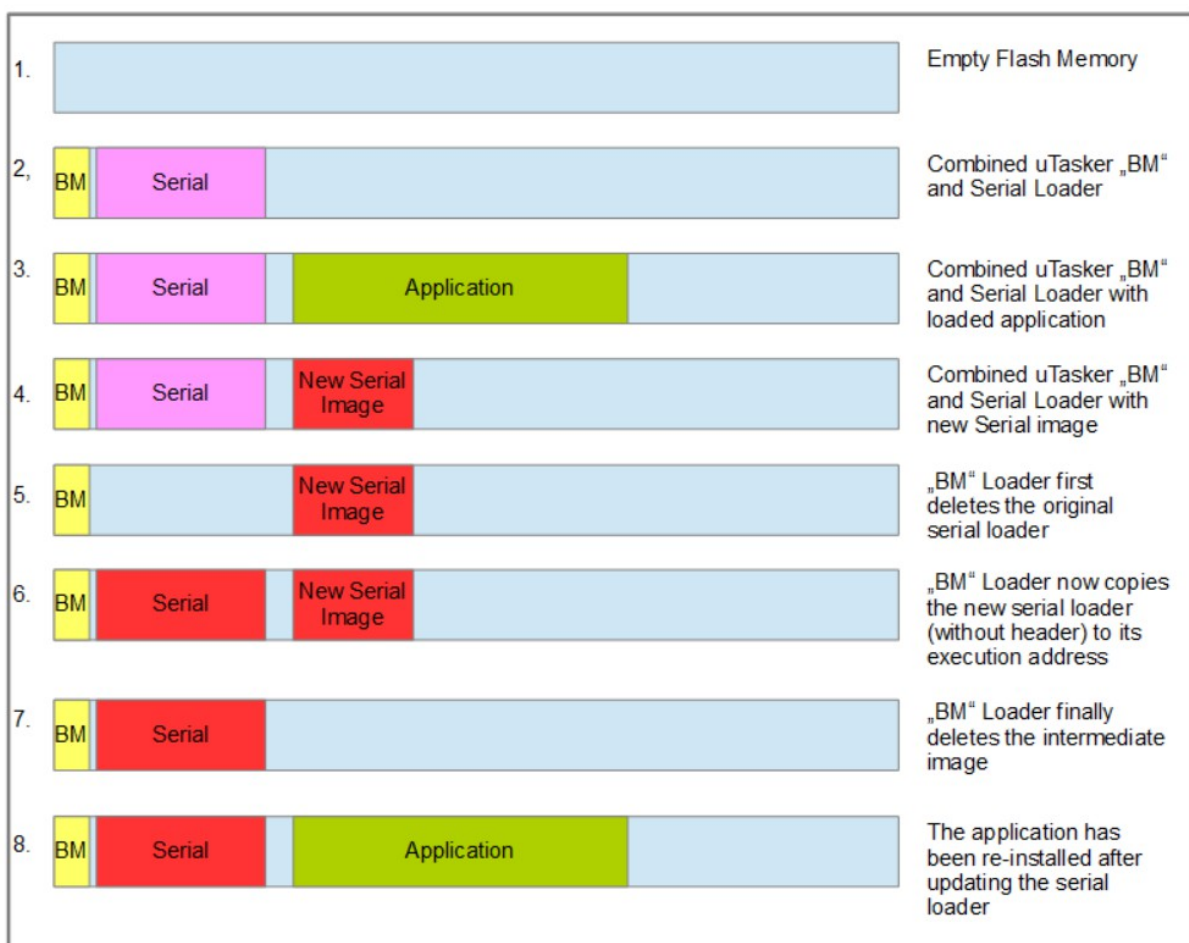 1.
Empty Flash Memory
2,
BM
Serial
Combined uTasker „BM“
and Serial Loader
3.
BM
Serial
Application
Combined uTasker „BM“
and Serial Loader with
loaded application
4.
BM
Serial
New Serial
Image
Combined uTasker „BM“
and Serial Loader with
new Serial image
5.
BM
New Serial
Image
„BM“ Loader first
deletes the original
serial loader
6.
BM
Serial
New Serial
Image
„BM“ Loader now copies
the new serial loader
(without header) to its
execution address
7.
BM
Serial
„BM“ Loader finally
deletes the intermediate
image
8.
BM
Serial
Application
The application has
been re-installed after
updating the serial
loader